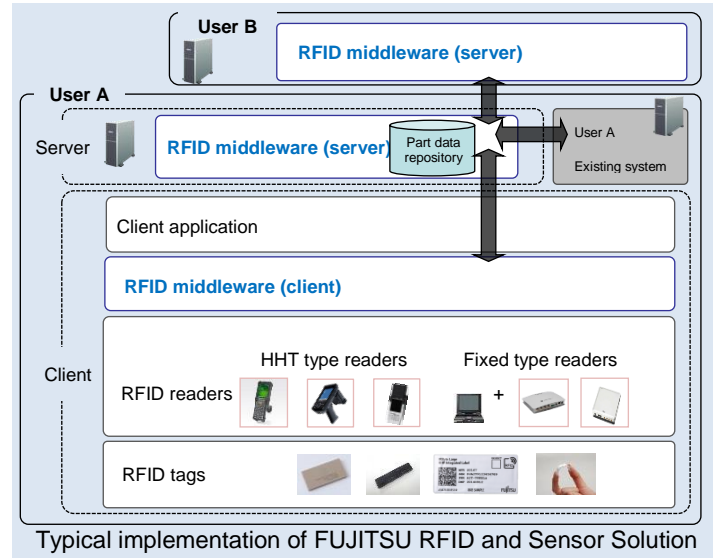 User B
RFID middleware (server)
User A
Server
RFID middleware (server)
Part data
repository
User A
Existing system
Client application
RFID middleware (client)
Client
HHT type readers
Fixed type readers
RFID readers
+
RFID tags
FUJITSU
Typical implementation of FUJITSU RFID and Sensor Solution